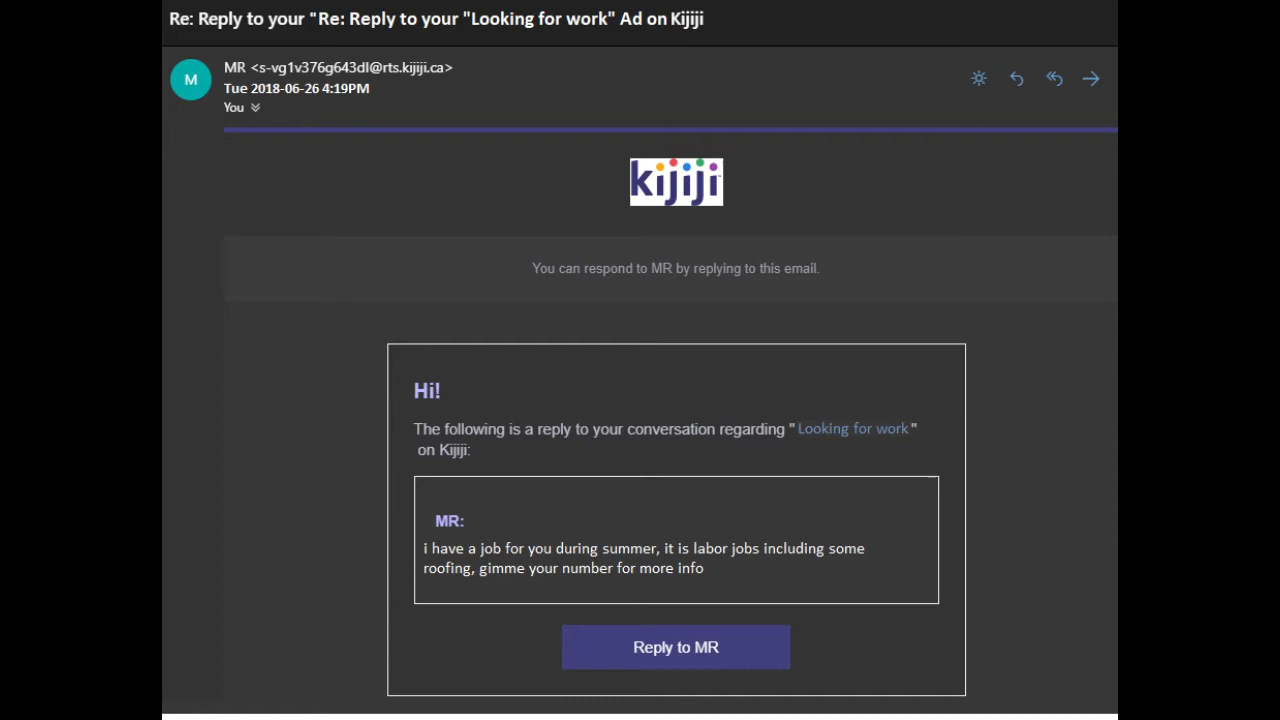 Re: Reply to your "Re: Reply to your "Looking for work" Ad on Kijiji
M
MR <s-vg1v376g643dl@rts.kijiji.ca>
Tue 2018-06-26 4:19PM
You
kijiji
You can respond to MR by replying to this email.
Hi!
The following is a reply to your conversation regarding "Looking for work"
on Kijiji:
MR:
i have a job for you during summer, it is labor jobs including some
roofing, gimme your number for more info
Reply to MR